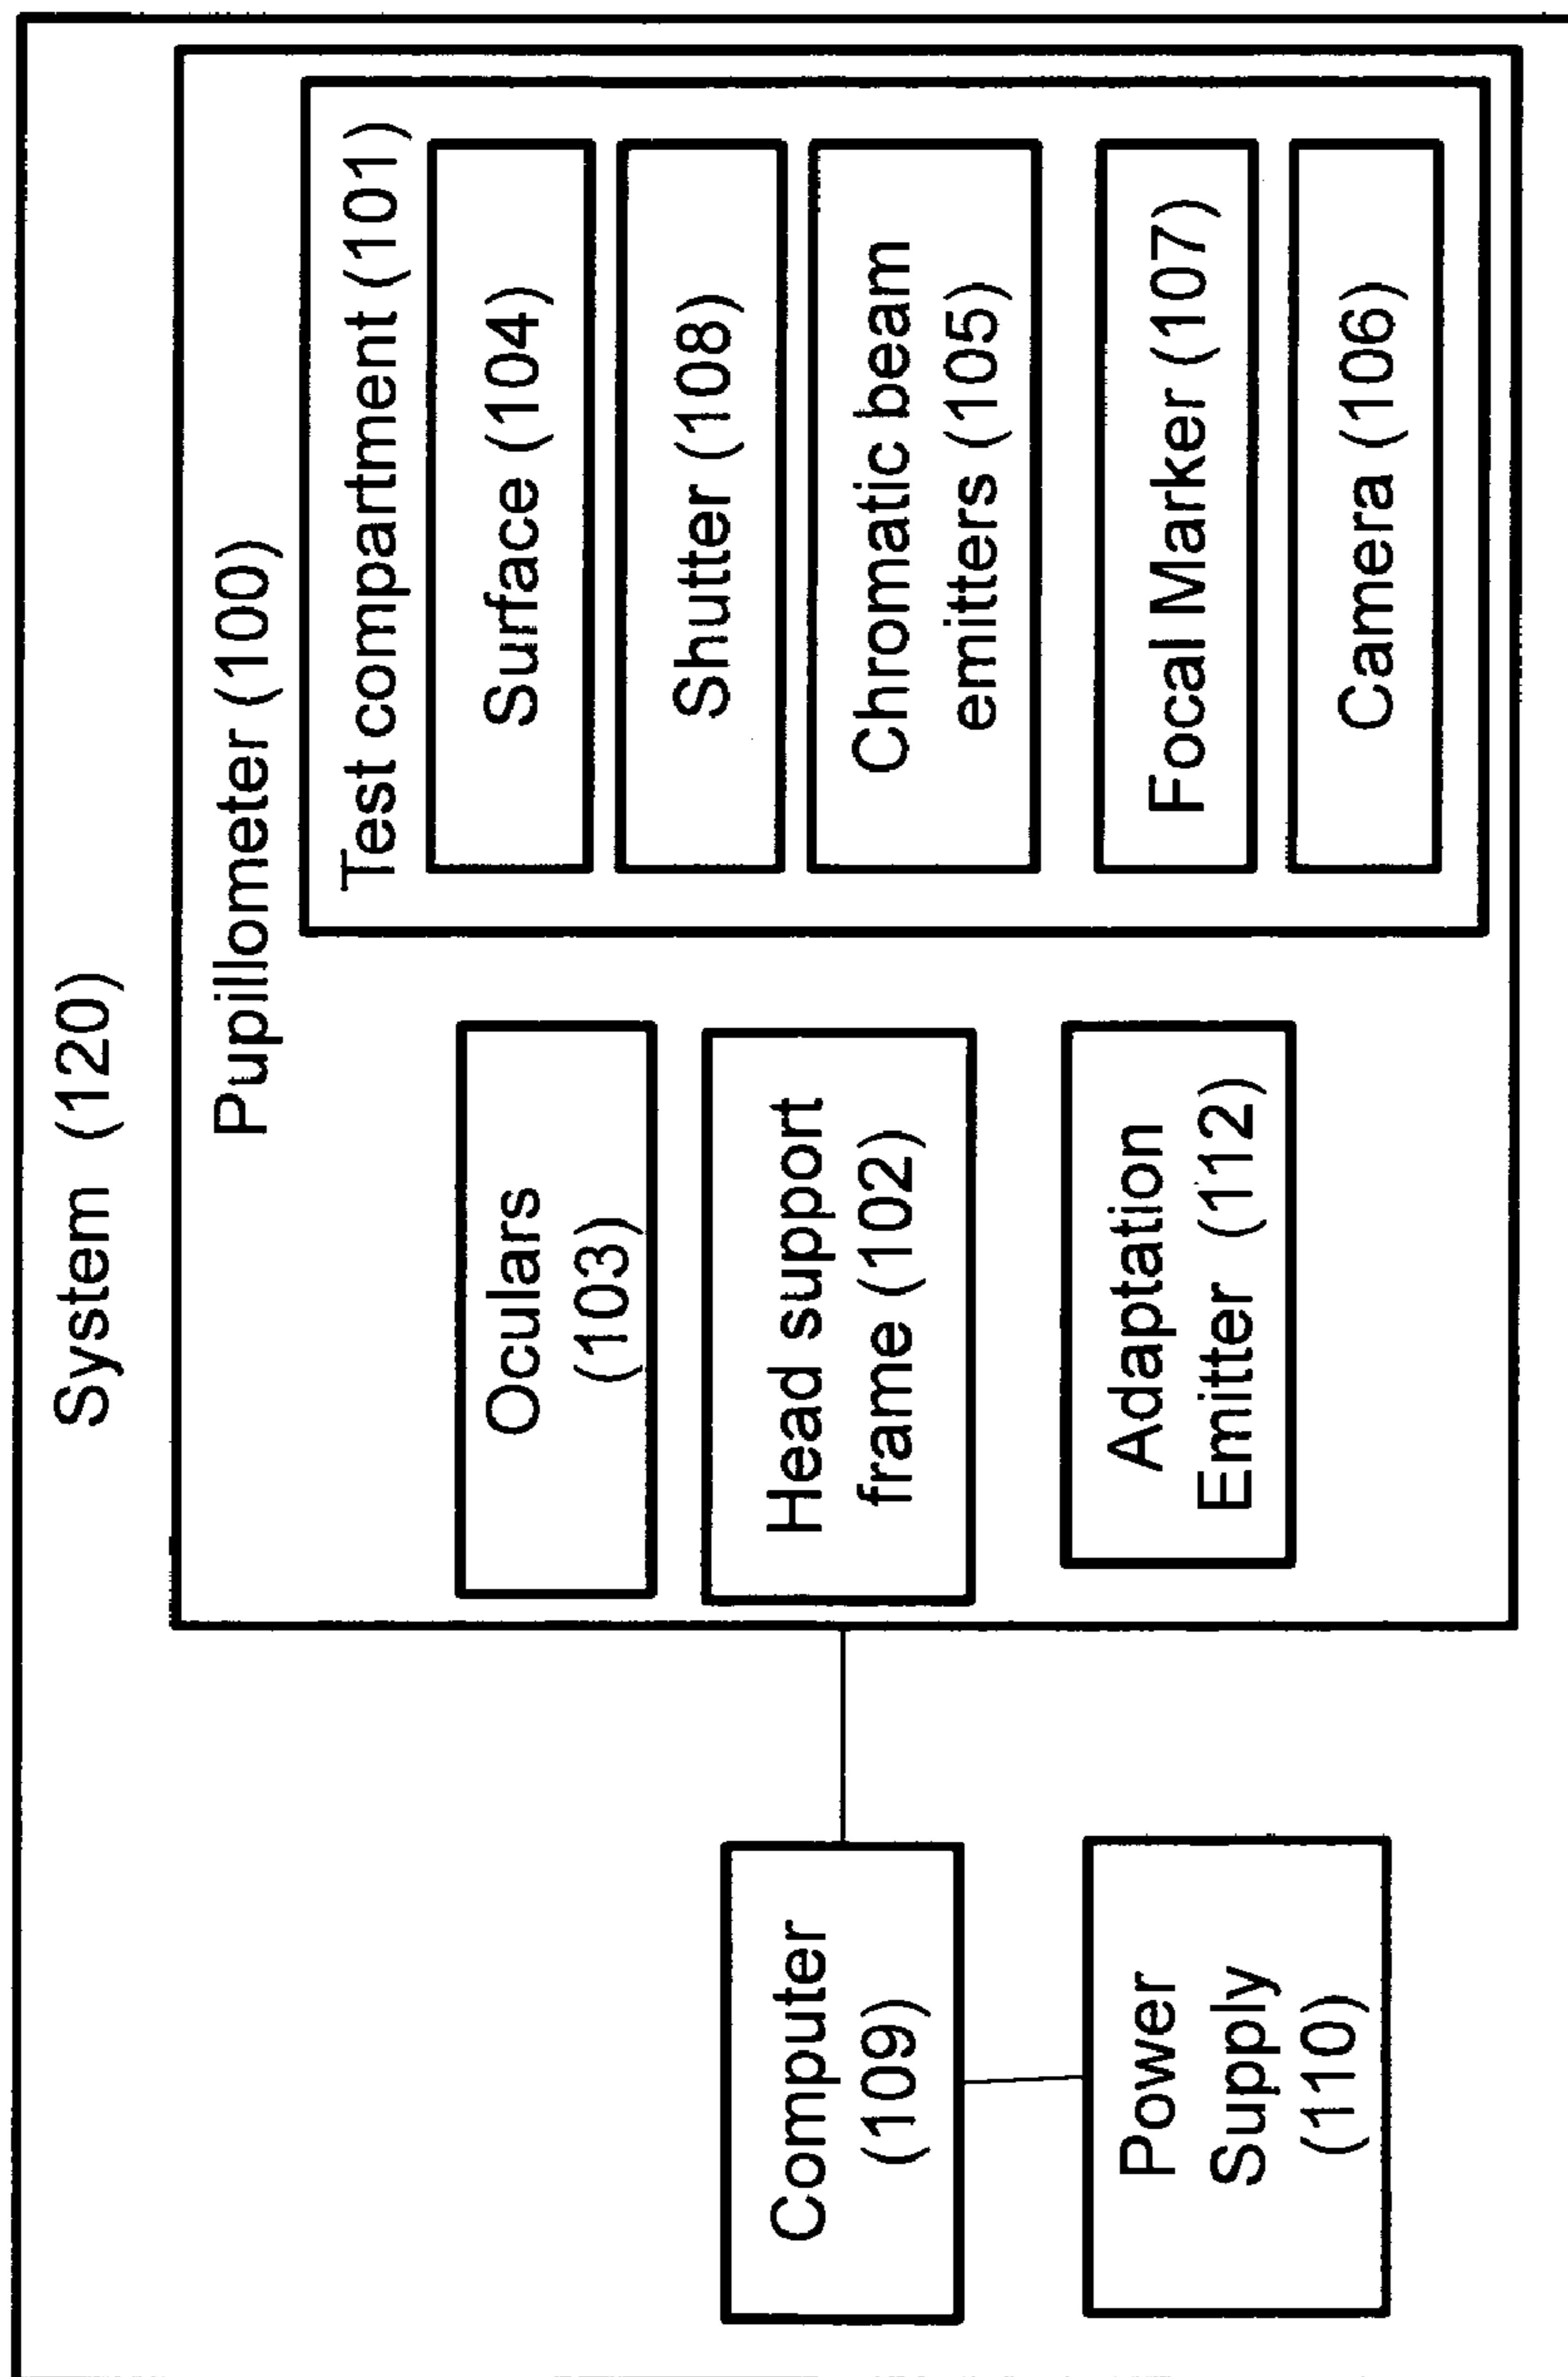 System (120)
Pupillometer (100)
Test compartment (101)
Surface (104)
Shutter (108)
Chromatic beam
emitters (105)
Focal Marker (107)
Camera (106)
Oculars
(103)
Head support
frame (102)
Adaptation
Emitter (112)
Computer
(109)
Power
Supply
(110)